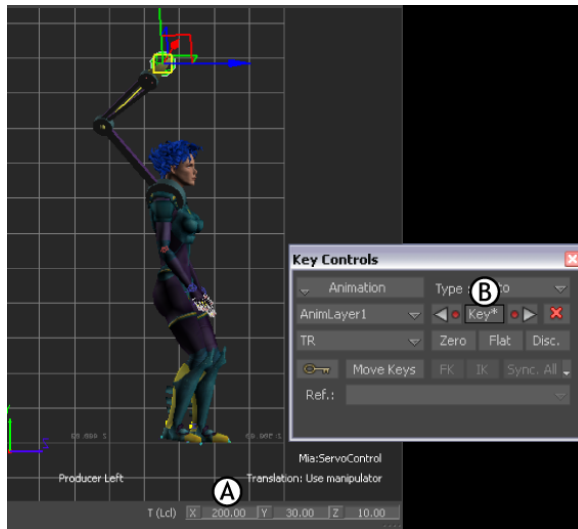 Key Controls
Animation
Type :
B
AnimLayer1
Key*
TR
Zero Flat Disc.
Move Keys FK IK Sync. All
Ref.:
Mia:ServoControl
Producer Left
Translation: Use manipulator
A
T (Lcl) X 200.00 Y 30.00 Z 10.00